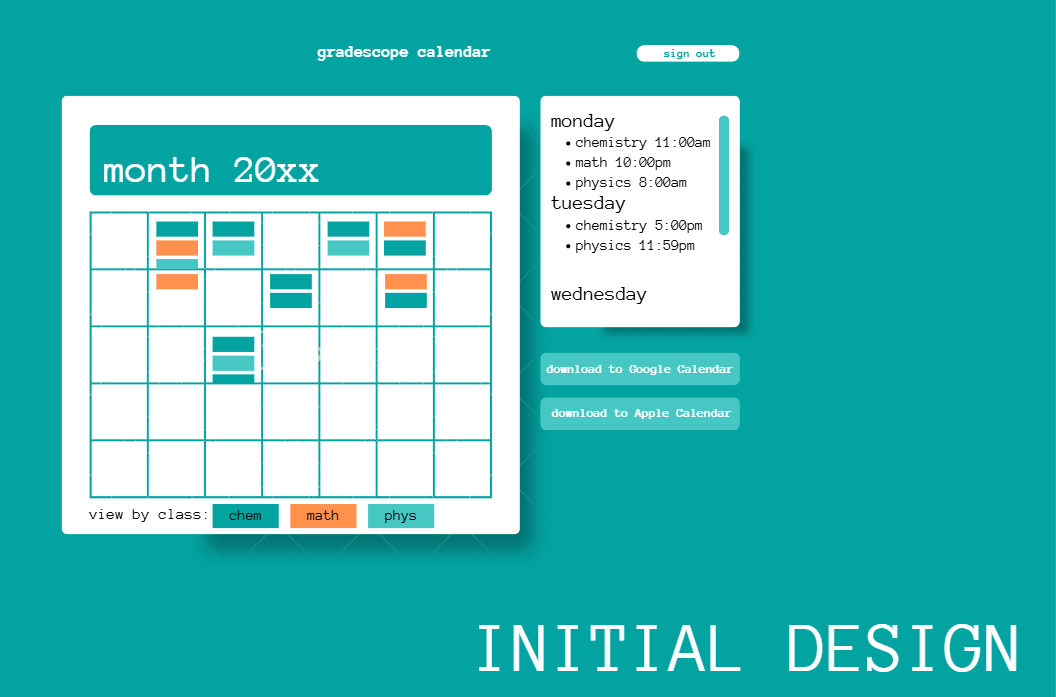 gradescope calendar
sign out
month 20xx
view by class:
chem
math
phys
monday
• chemistry 11:00am
• math 10:00pm
• physics 8:00am
tuesday
• chemistry 5:00pm
• physics 11:59pm
wednesday
download to Google Calendar
download to Apple Calendar
INITIAL DESIGN